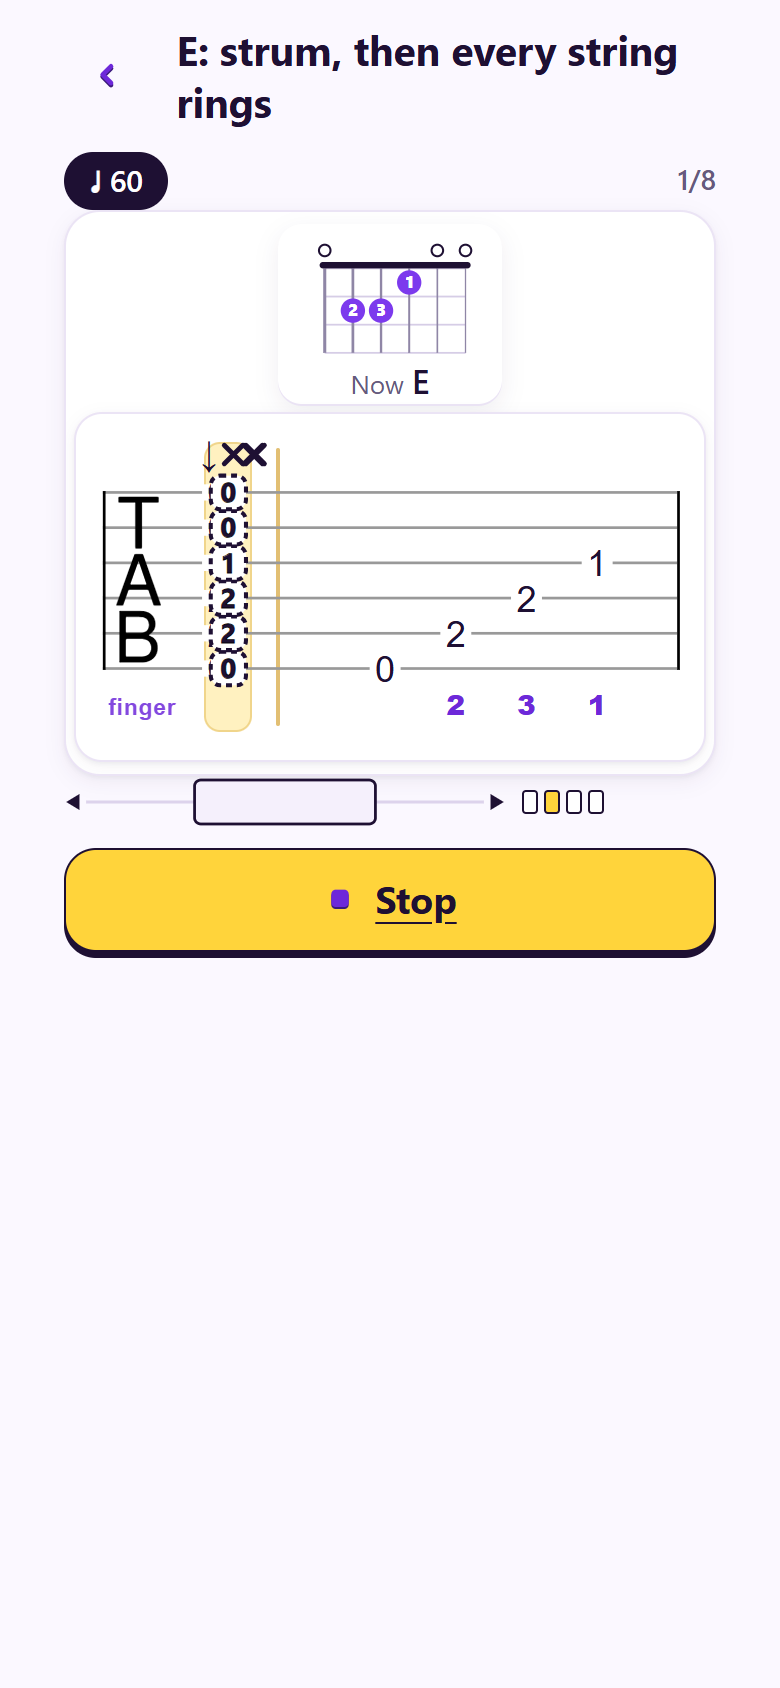 E: strum, then every string
rings
♩ 60
1/8
1
2 3
Now E
↓ XX
T A B
0
0
1 1
2 2
2 2
0 0
finger 2 3 1
Stop